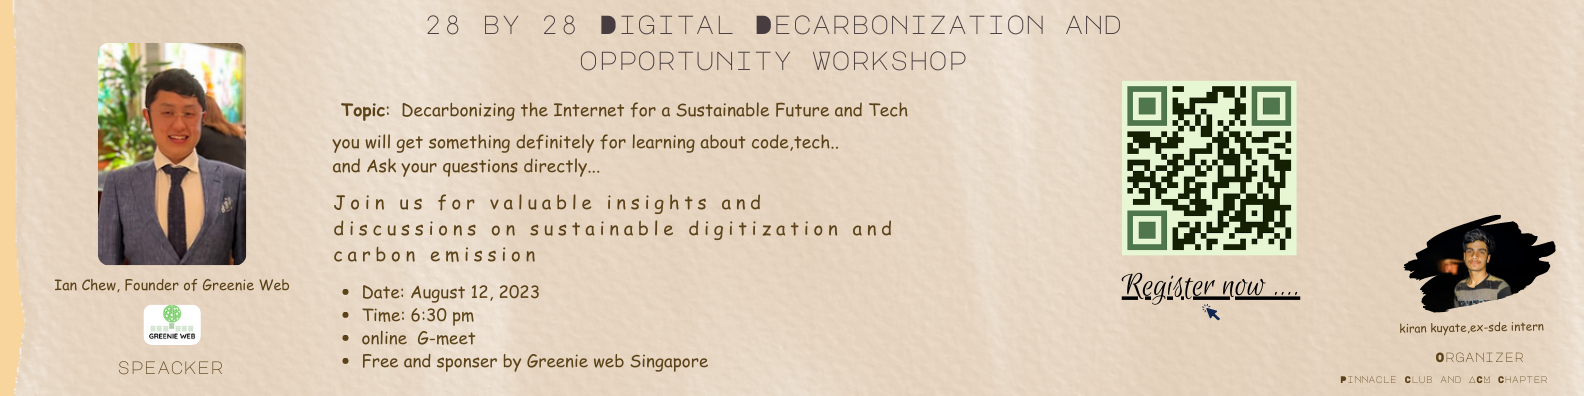 28 BY 28 DIGITAL DECARBONIZATION AND
OPPORTUNITY WORKSHOP
Topic: Decarbonizing the Internet for a Sustainable Future and Tech
you will get something definitely for learning about code,tech..
and Ask your questions directly...
Join us for valuable insights and
discussions on sustainable digitization and
carbon emission
• Date: August 12, 2023
• Time: 6:30 pm
• online G-meet
• Free and sponser by Greenie web Singapore
Ian Chew, Founder of Greenie Web
GREENIE WEB
SPEACKER
Register now ....
kiran kuyate,ex-sde intern
ORGANIZER
PINNACLE CLUB AND ACM CHAPTER